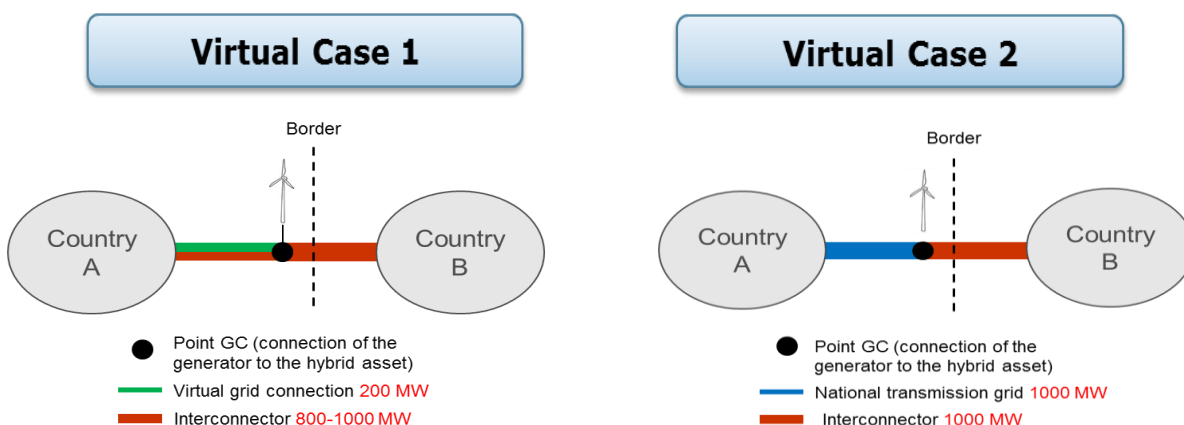 Virtual Case 1
Border
Country
A
Country
B
Point GC (connection of the
generator to the hybrid asset)
Virtual grid connection 200 MW
Interconnector 800-1000 MW
Virtual Case 2
Border
Country
A
Country
B
Point GC (connection of the
generator to the hybrid asset)
National transmission grid 1000 MW
Interconnector 1000 MW